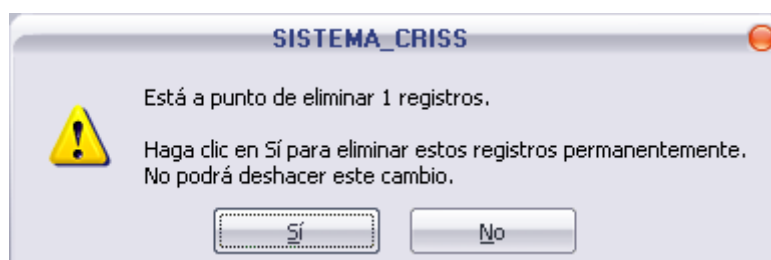 SISTEMA_CRISS
Está a punto de eliminar 1 registros.
Haga clic en Sí para eliminar estos registros permanentemente.
No podrá deshacer este cambio.
Sí
No